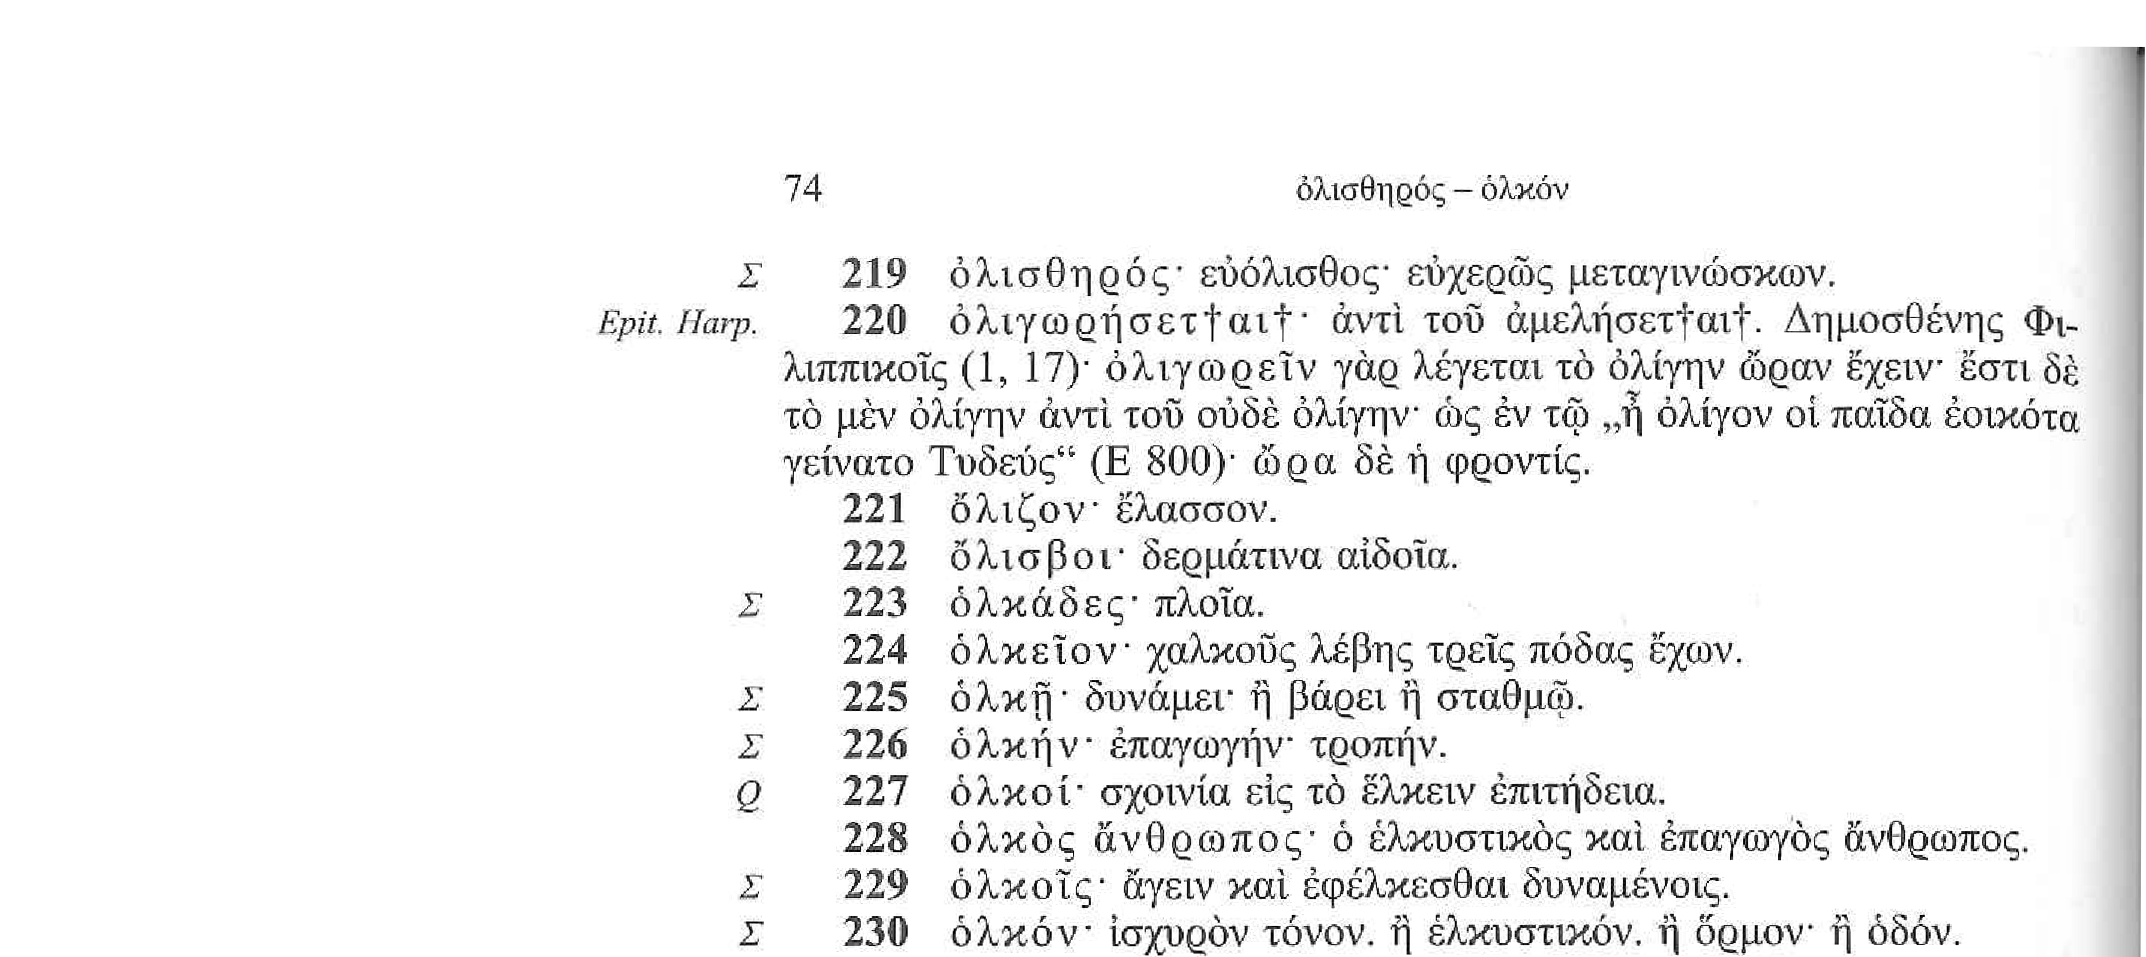 74 ὀλισθηρός – ὁλκόν
Σ 219 ὀλισθηρός· εὐόλισθος· εὐχερῶς μεταγινώσκων.
Epit. Harp. 220 ὀλιγωρήσετ†αι†· ἀντὶ τοῦ ἀμελήσετ†αι†. Δημοσθένης Φι-
λιππικοῖς (1, 17)· ὀλιγωρεῖν γὰρ λέγεται τὸ ὀλίγην ὤραν ἔχειν· ἔστι δὲ
τὸ μὲν ὀλίγην ἀντὶ τοῦ οὐδὲ ὀλίγην· ὡς ἐν τῷ „ἦ ὀλίγον οἱ παῖδα ἐοικότα
γείνατο Τυδεύς“ (Ε 800)· ὤρα δὲ ἡ φροντίς.
221 ὄλιζον· ἔλασσον.
222 ὄλισβοι· δερμάτινα αἰδοῖα.
Σ 223 ὁλκάδες· πλοῖα.
224 ὁλκεῖον· χαλκοῦς λέβης τρεῖς πόδας ἔχων.
Σ 225 ὁλκῇ· δυνάμει· ἢ βάρει ἢ σταθμῷ.
Σ 226 ὁλκήν· ἐπαγωγήν· τροπήν.
Q 227 ὁλκοί· σχοινία εἰς τὸ ἕλκειν ἐπιτήδεια.
228 ὁλκὸς ἄνθρωπος· ὁ ἑλκυστικὸς καὶ ἐπαγωγὸς ἄνθρωπος.
Σ 229 ὁλκοῖς· ἄγειν καὶ ἐφέλκεσθαι δυναμένοις.
Σ 230 ὁλκόν· ἰσχυρὸν τόνον. ἢ ἑλκυστικόν. ἢ ὅρμον· ἢ ὁδόν.